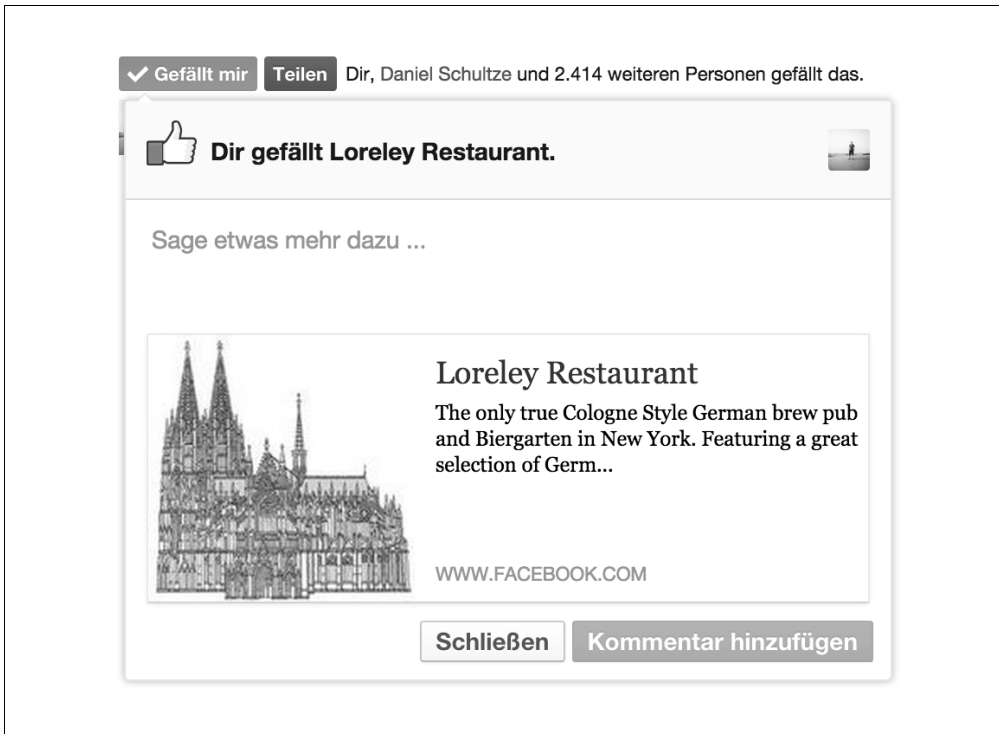 Gefällt mir Teilen Dir, Daniel Schultze und 2.414 weiteren Personen gefällt das.
Dir gefällt Loreley Restaurant.
Sage etwas mehr dazu ...
Loreley Restaurant
The only true Cologne Style German brew pub
and Biergarten in New York. Featuring a great
selection of Germ...
WWW.FACEBOOK.COM
Schließen Kommentar hinzufügen